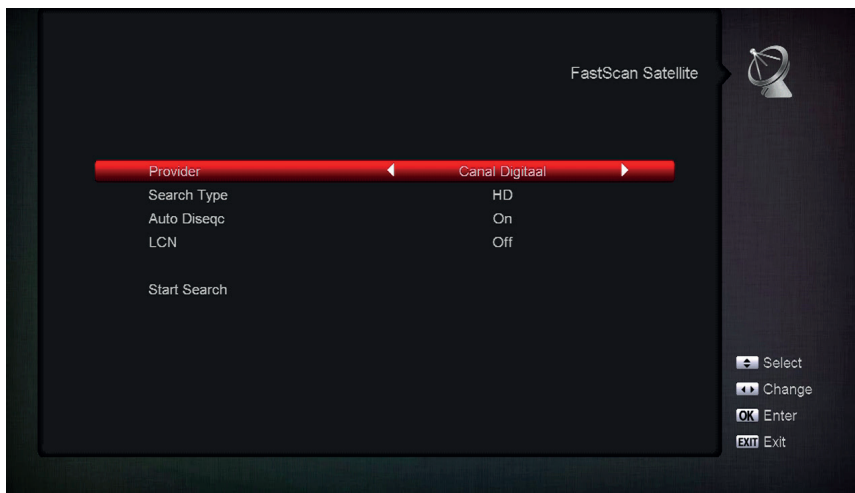 FastScan Satellite
Provider Canal Digitaal
Search Type HD
Auto Diseqc On
LCN Off
Start Search
Select
Change
OK Enter
EXIT Exit